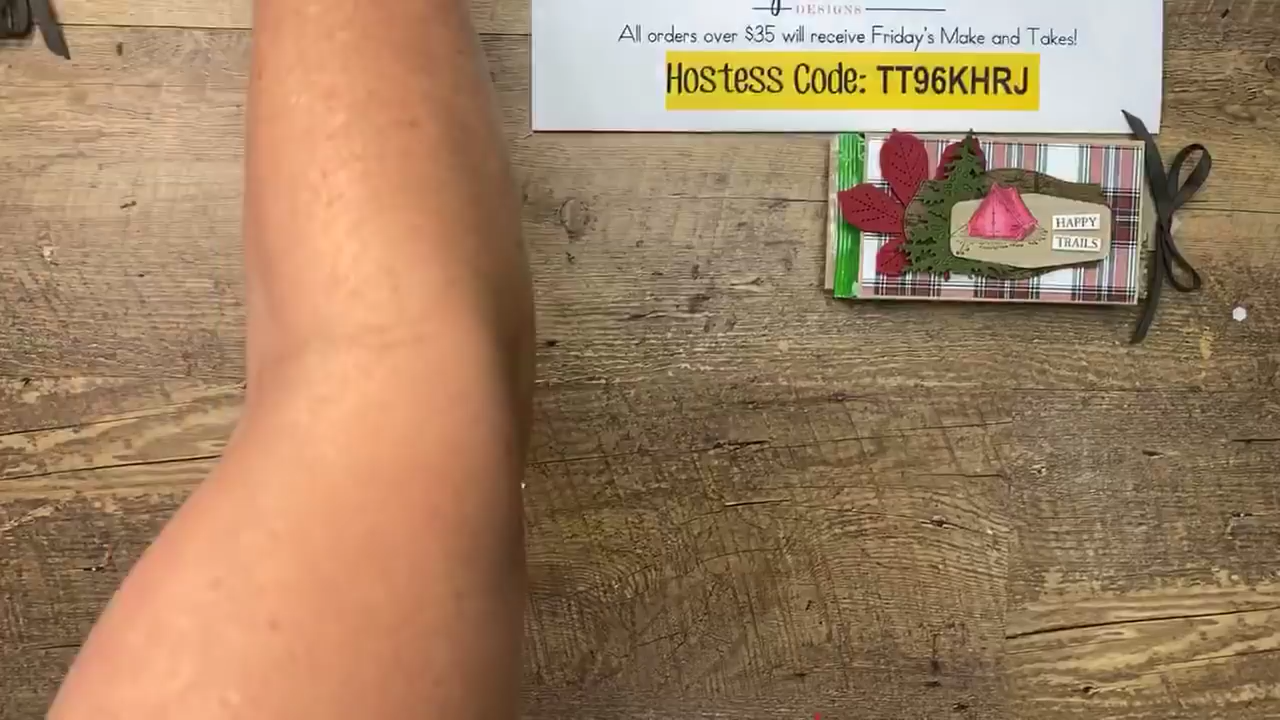 DESIGNS
All orders over $35 will receive Friday's Make and Takes!
Hostess Code: TT96KHRJ
HAPPY
TRAILS